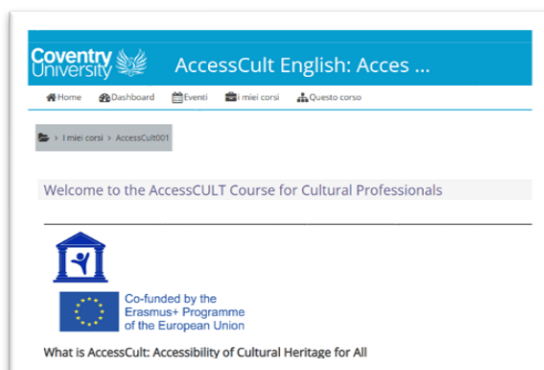 Coventry
University
AccessCult English: Acces ...
Home Dashboard Eventi i miei corsi Questo corso
> I miei corsi > AccessCult001
Welcome to the AccessCULT Course for Cultural Professionals
Co-funded by the
Erasmus+ Programme
of the European Union
What is AccessCult: Accessibility of Cultural Heritage for All